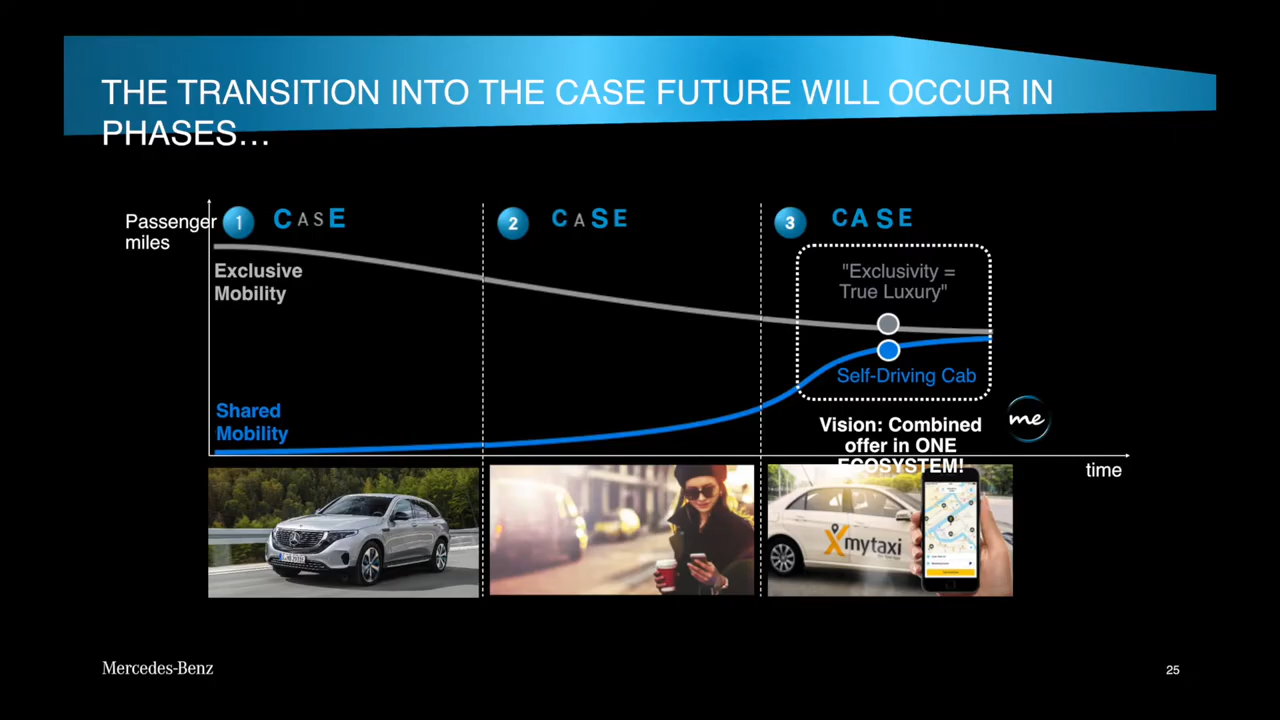 THE TRANSITION INTO THE CASE FUTURE WILL OCCUR IN
PHASES…
Passenger
miles
1 CASE
2 CASE
3 CASE
Exclusive
Mobility
"Exclusivity =
True Luxury"
Self-Driving Cab
Shared
Mobility
Vision: Combined
offer in ONE
ECOSYSTEM!
me
time
mytaxi
Mercedes-Benz
25